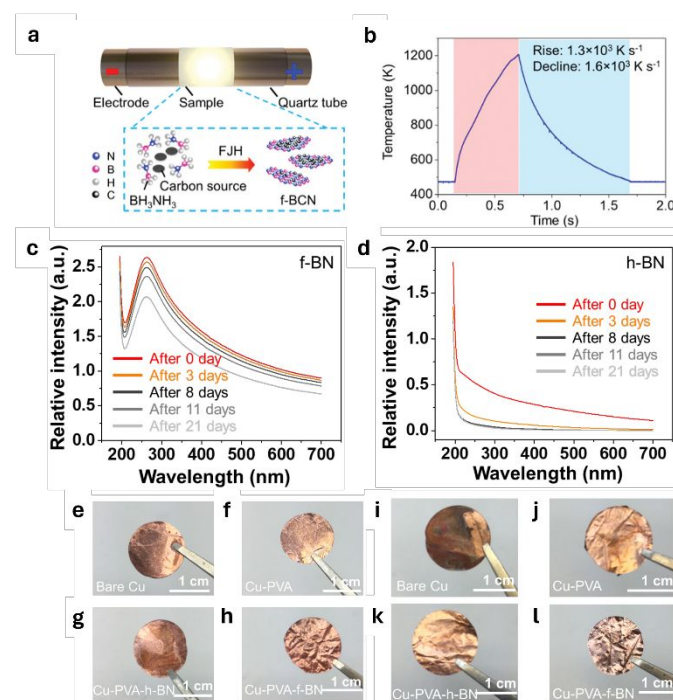 a
Electrode
Sample
Quartz tube
N
B
H
C
BH3NH3
Carbon source
FJH
f-BCN
b
Rise: 1.3×10³ K s⁻¹
Decline: 1.6×10³ K s⁻¹
Temperature (K)
1200
1000
800
600
400
0.0 0.5 1.0 1.5 2.0
Time (s)
c
f-BN
Relative intensity (a.u.)
2.5
2.0
1.5
1.0
0.5
0.0
After 0 day
After 3 days
After 8 days
After 11 days
After 21 days
200 300 400 500 600 700
Wavelength (nm)
d
h-BN
Relative intensity (a.u.)
2.0
1.5
1.0
0.5
0.0
After 0 days
After 3 days
After 8 days
After 11 days
After 21 days
200 300 400 500 600 700
Wavelength (nm)
e
Bare Cu
1 cm
f
Cu-PVA
1 cm
i
Bare Cu
1 cm
j
Cu-PVA
1 cm
g
Cu-PVA-h-BN
1 cm
h
Cu-PVA-f-BN
1 cm
k
Cu-PVA-h-BN
1 cm
l
Cu-PVA-f-BN
1 cm